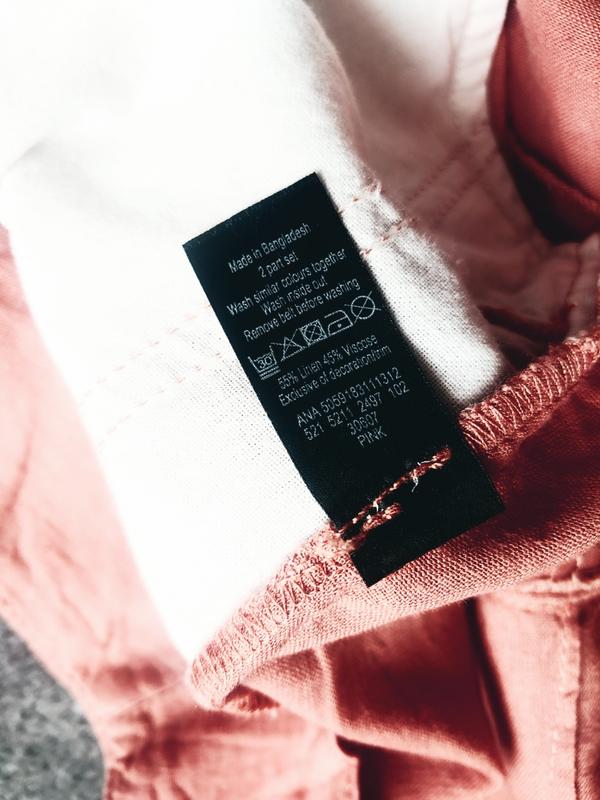 Made in Bangladesh
2 part set
Wash similar colours together
Wash inside out
Remove belt before washing
30
55% Linen 45% Viscose
Exclusive of decoration/trim
ANA 5059183111312
521 5211 2497 102
30607
PINK